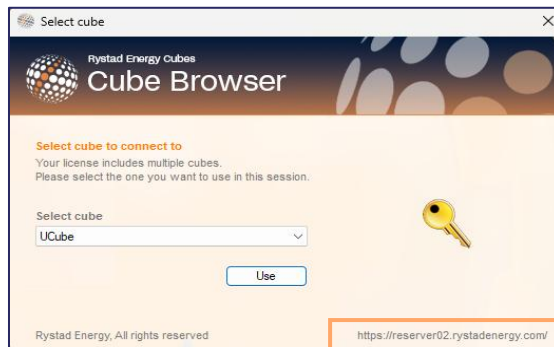 Select cube
Rystad Energy Cubes
Cube Browser
Select cube to connect to
Your license includes multiple cubes.
Please select the one you want to use in this session.
Select cube
UCube
Use
Rystad Energy, All rights reserved
https://reserver02.rystadenergy.com/